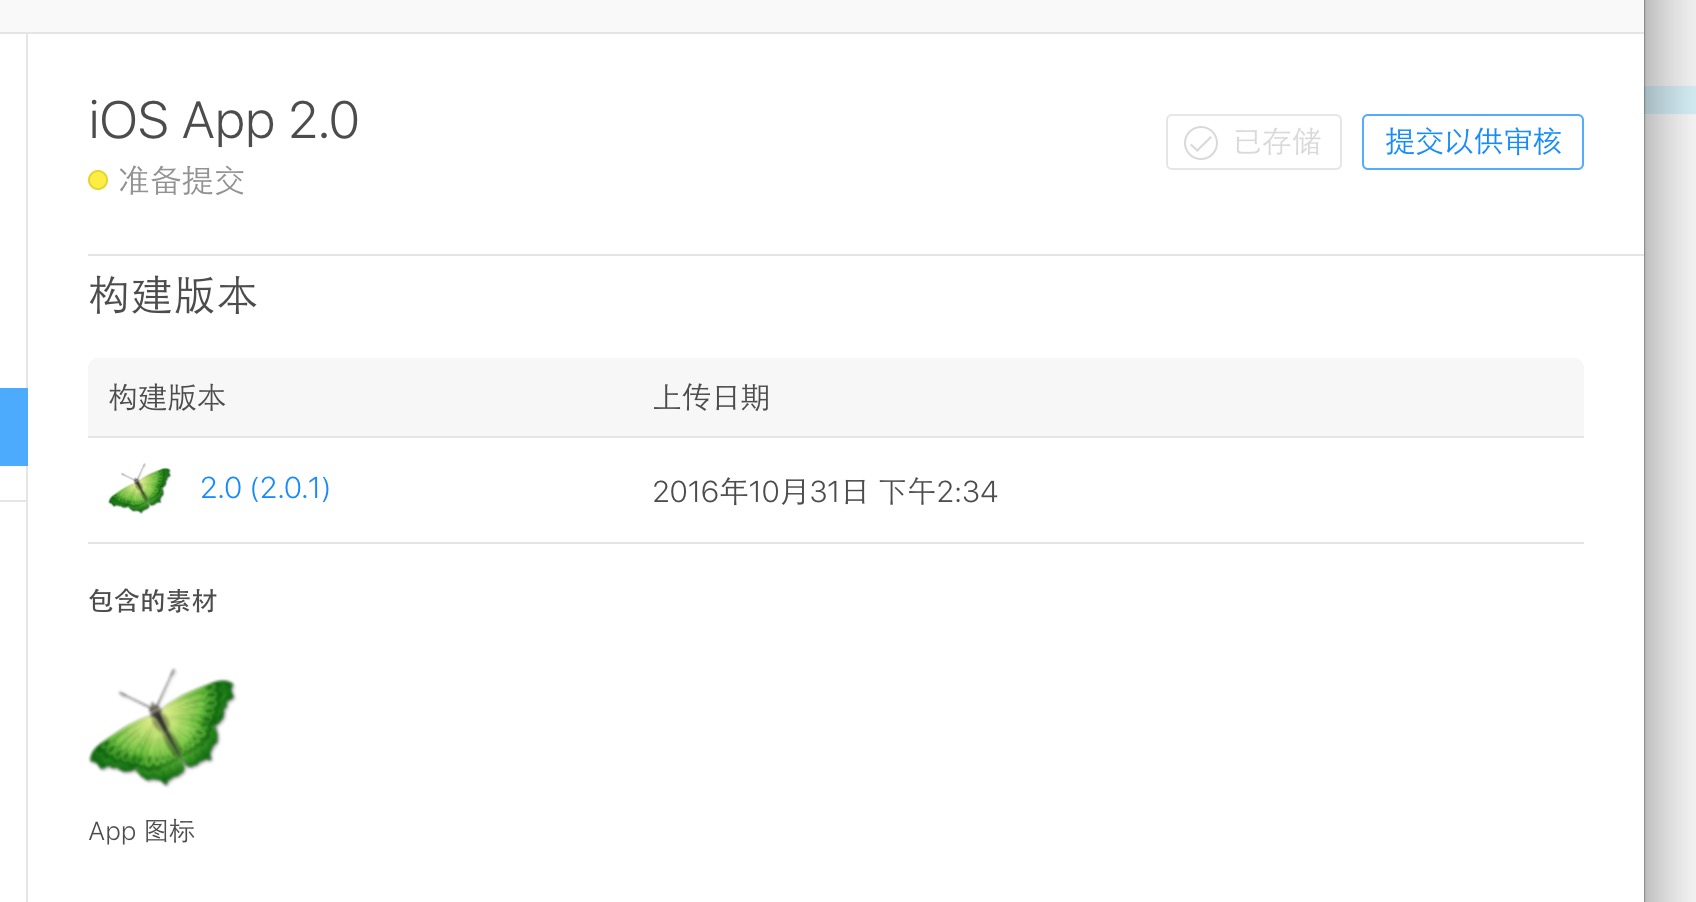 iOS App 2.0
准备提交
已存储
提交以供审核
构建版本
构建版本 上传日期
2.0 (2.0.1) 2016年10月31日 下午2:34
包含的素材
App 图标